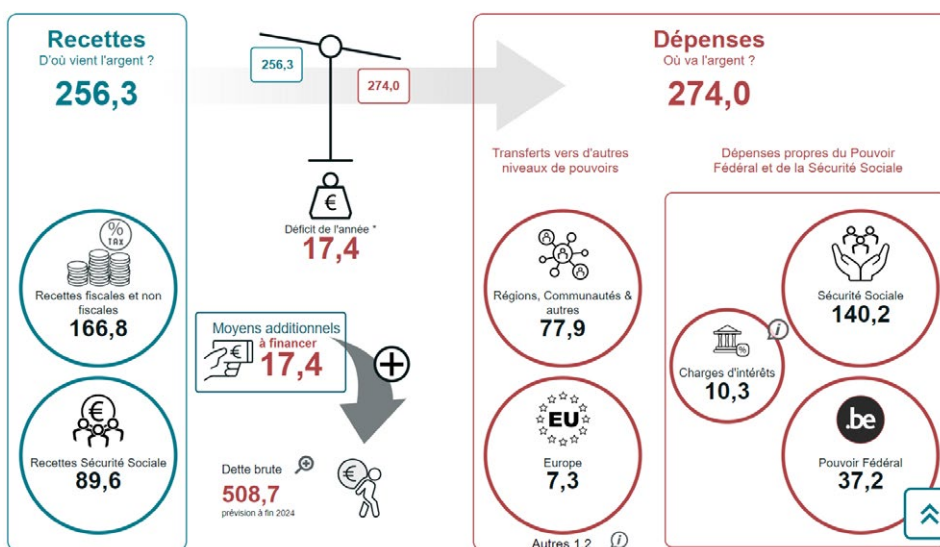 Recettes
D'où vient l'argent ?
256,3
% TAX
Recettes fiscales et non
fiscales
166,8
€
Recettes Sécurité Sociale
89,6
256,3
274,0
€
Déficit de l'année *
17,4
Moyens additionnels
à financer
€
17,4
Dette brute
508,7
prévision à fin 2024
€
Dépenses
Où va l'argent ?
274,0
Transferts vers d'autres
niveaux de pouvoirs
Régions, Communautés &
autres
77,9
EU
Europe
7,3
Autres 1,2 i
Dépenses propres du Pouvoir
Fédéral et de la Sécurité Sociale
Sécurité Sociale
140,2
i
%
Charges d'intérêts
10,3
.be
Pouvoir Fédéral
37,2